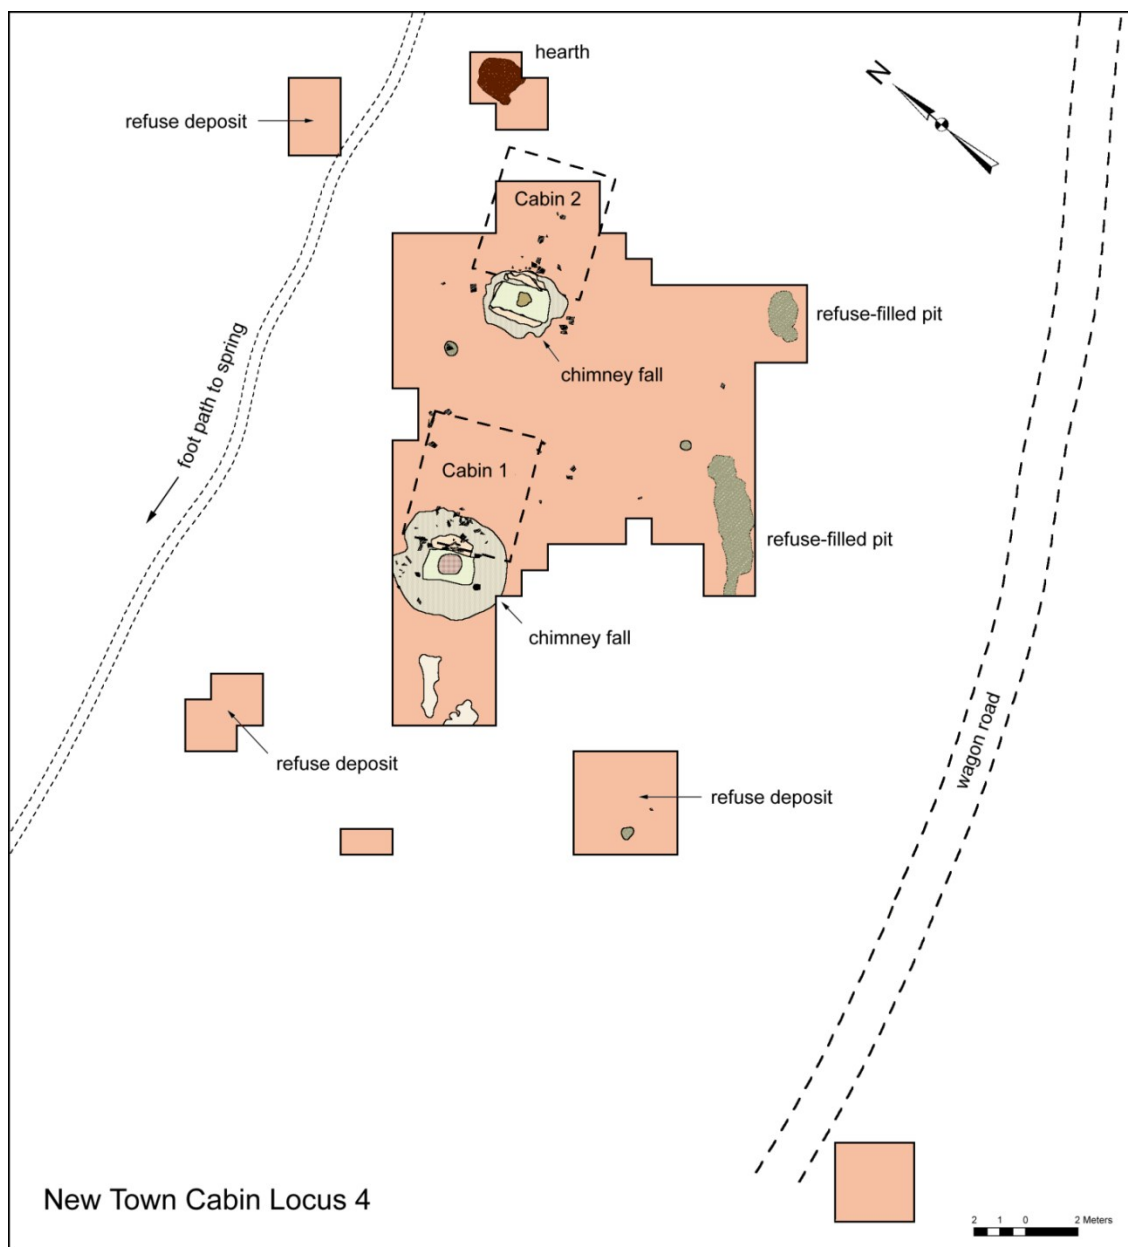 hearth
N
refuse deposit
Cabin 2
refuse-filled pit
chimney fall
foot path to spring
Cabin 1
refuse-filled pit
chimney fall
wagon road
refuse deposit
refuse deposit
New Town Cabin Locus 4
2 1 0 2 Meters